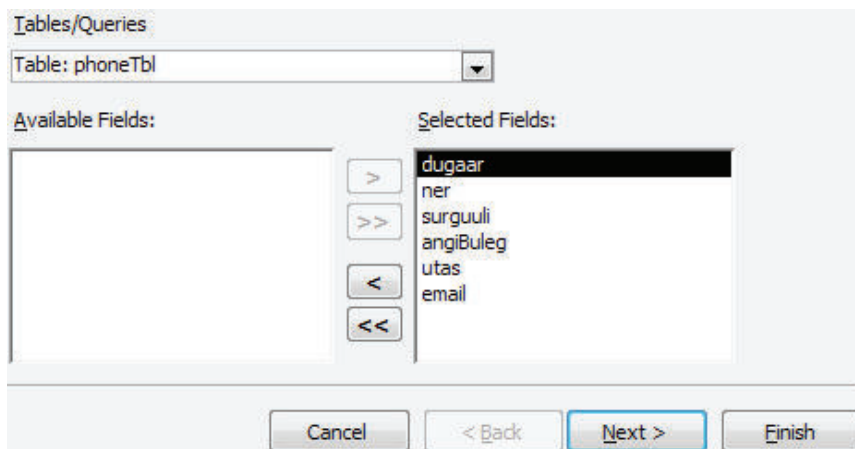 Tables/Queries
Table: phoneTbl
Available Fields:
Selected Fields:
>
>>
<
<<
dugaar
ner
surguuli
angiBuleg
utas
email
Cancel
< Back
Next >
Finish